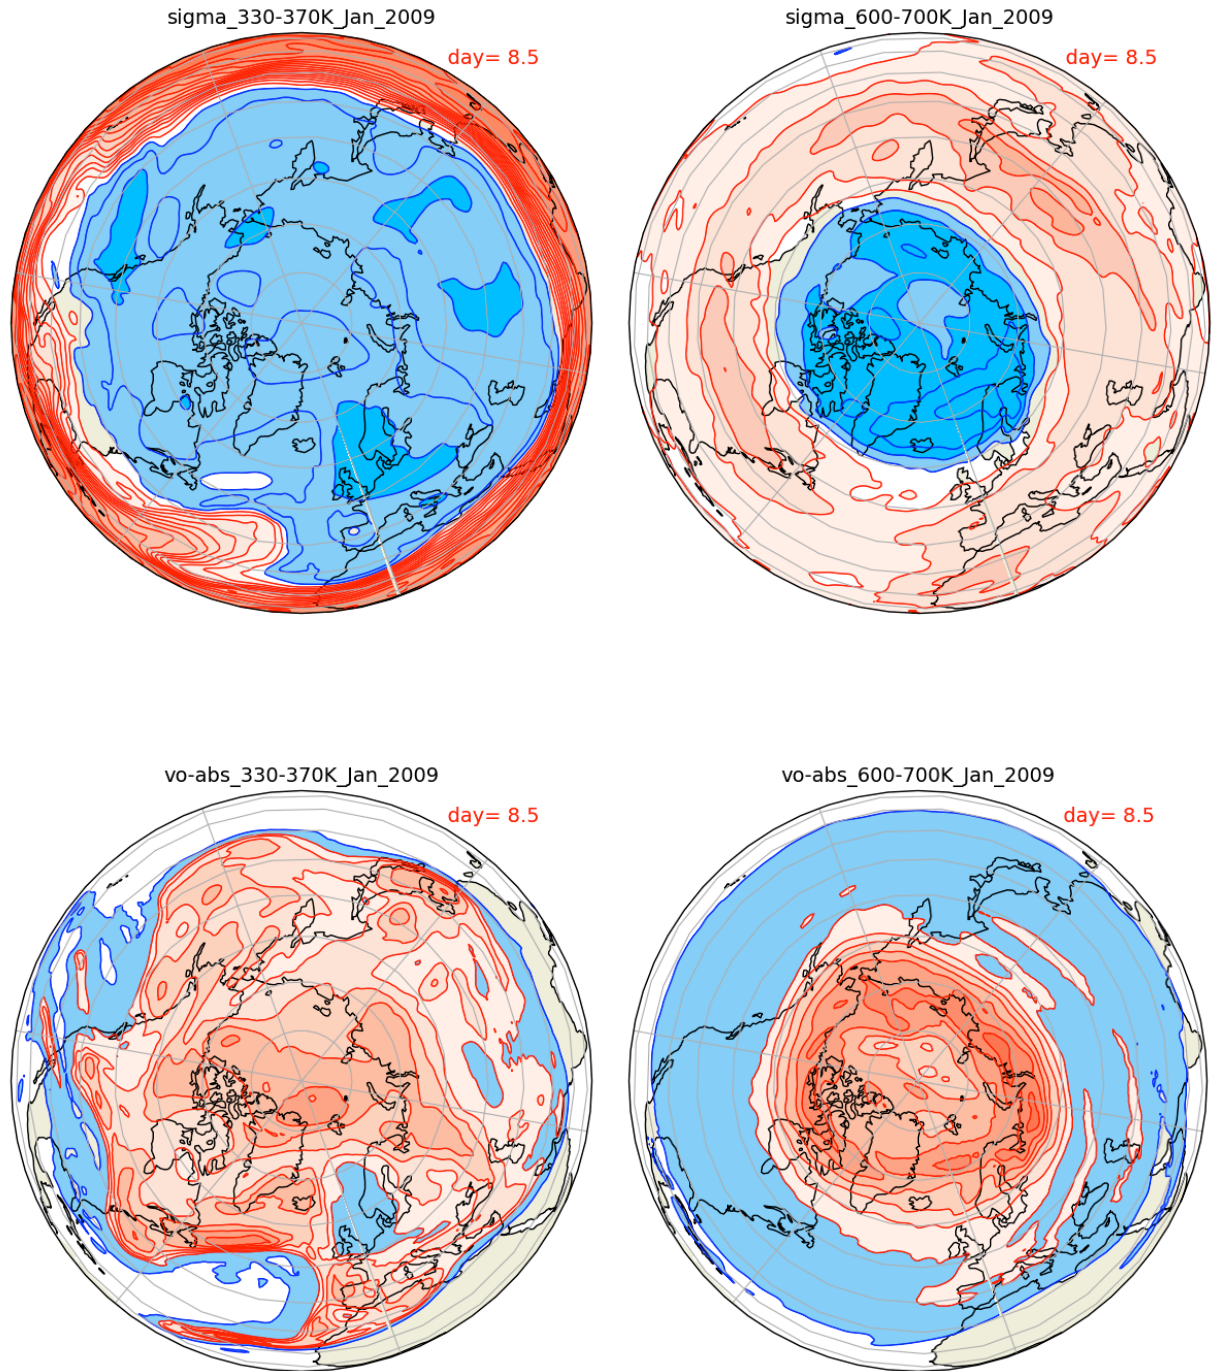 sigma_330-370K_Jan_2009
day= 8.5
sigma_600-700K_Jan_2009
day= 8.5
vo-abs_330-370K_Jan_2009
day= 8.5
vo-abs_600-700K_Jan_2009
day= 8.5